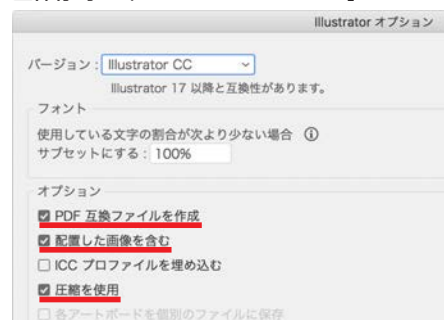 Illustrator オプション
バージョン : Illustrator CC
Illustrator 17 以降と互換性があります。
フォント
使用している文字の割合が次より少ない場合
サブセットにする : 100%
オプション
PDF 互換ファイルを作成
配置した画像を含む
ICC プロファイルを埋め込む
圧縮を使用
各アートボードを個別のファイルに保存